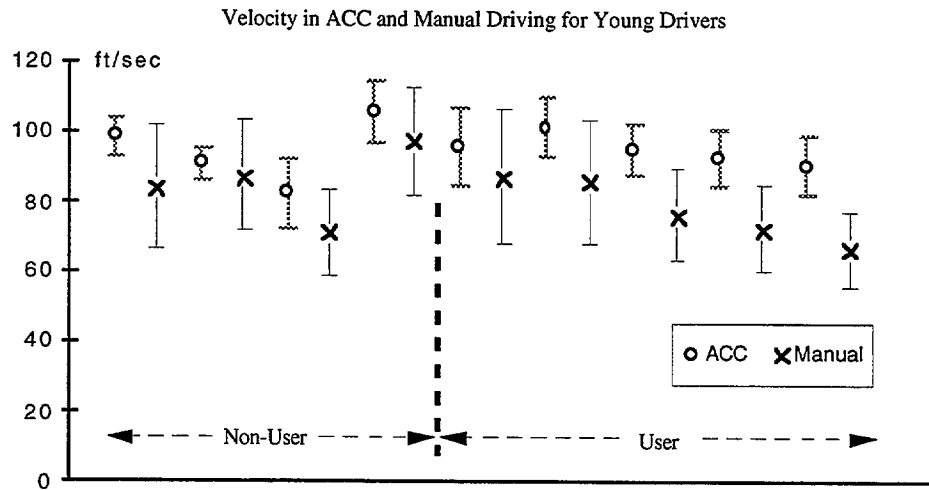 Velocity in ACC and Manual Driving for Young Drivers
120 ft/sec
100
80
60
40
20
0
ACC Manual
Non-User User